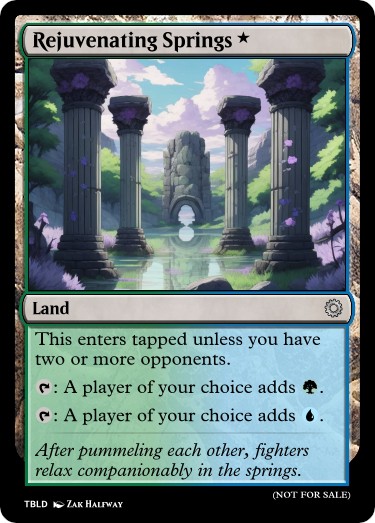 Rejuvenating Springs ★
Land
This enters tapped unless you have
two or more opponents.
: A player of your choice adds .
: A player of your choice adds .
After pummeling each other, fighters
relax companionably in the springs.
(NOT FOR SALE)
TBLD Zak Halfway